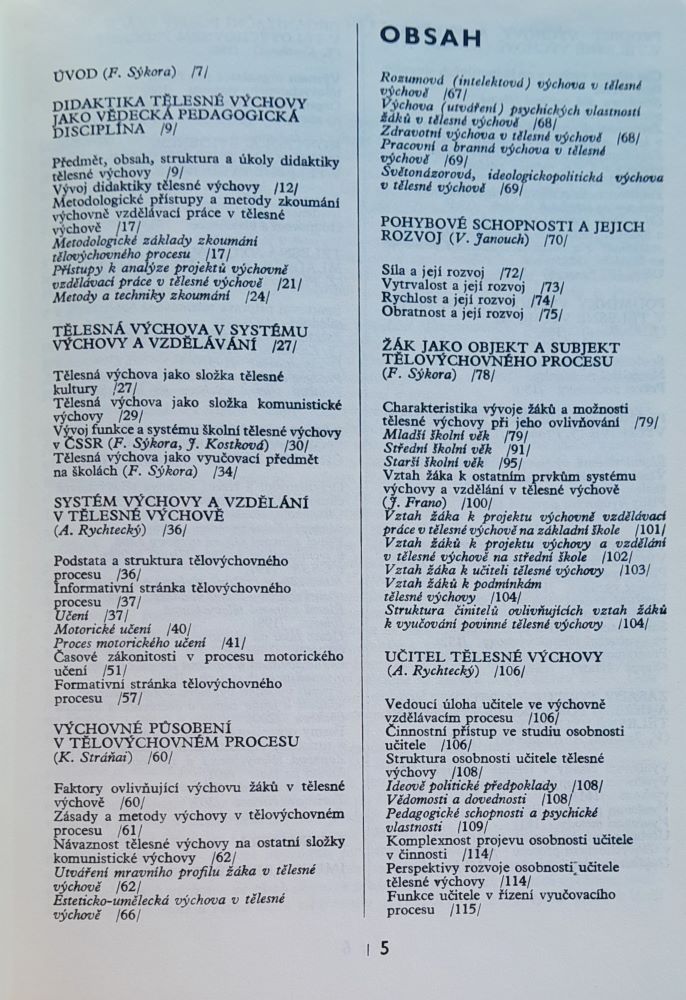 ÚVOD (F. Sýkora) /7/
DIDAKTIKA TĚLESNÉ VÝCHOVY
JAKO VĚDECKÁ PEDAGOGICKÁ
DISCIPLÍNA /9/
Předmět, obsah, struktura a úkoly didaktiky
tělesné výchovy /9/
Vývoj didaktiky tělesné výchovy /12/
Metodologické přístupy a metody zkoumání
výchovně vzdělávací práce v tělesné
výchově /17/
Metodologické základy zkoumání
tělovýchovného procesu /17/
Přístupy k analýze projektů výchovně
vzdělávací práce v tělesné výchově /21/
Metody a techniky zkoumání /24/
TĚLESNÁ VÝCHOVA V SYSTÉMU
VÝCHOVY A VZDĚLÁVÁNÍ /27/
Tělesná výchova jako složka tělesné
kultury /27/
Tělesná výchova jako složka komunistické
výchovy /29/
Vývoj funkce a systému školní tělesné výchovy
v ČSSR (F. Sýkora, J. Kostková) /30/
Tělesná výchova jako vyučovací předmět
na školách (F. Sýkora) /34/
SYSTÉM VÝCHOVY A VZDĚLÁNÍ
V TĚLESNÉ VÝCHOVĚ
(A. Rychtecký) /36/
Podstata a struktura tělovýchovného
procesu /36/
Informativní stránka tělovýchovného
procesu /37/
Učení /37/
Motorické učení /40/
Proces motorického učení /41/
Časové zákonitosti v procesu motorického
učení /51/
Formativní stránka tělovýchovného
procesu /57/
VÝCHOVNÉ PŮSOBENÍ
V TĚLOVÝCHOVNÉM PROCESU
(K. Stráňai) /60/
Faktory ovlivňující výchovu žáků v tělesné
výchově /60/
Zásady a metody výchovy v tělovýchovném
procesu /61/
Návaznost tělesné výchovy na ostatní složky
komunistické výchovy /62/
Utváření mravního profilu žáka v tělesné
výchově /62/
Esteticko-umělecká výchova v tělesné
výchově /66/
OBSAH
Rozumová (intelektová) výchova v tělesné
výchově /67/
Výchova (utváření) psychických vlastností
žáků v tělesné výchově /68/
Zdravotní výchova v tělesné výchově /68/
Pracovní a branná výchova v tělesné
výchově /69/
Světonázorová, ideologickopolitická výchova
v tělesné výchově /69/
POHYBOVÉ SCHOPNOSTI A JEJICH
ROZVOJ (V. Janouch) /70/
Síla a její rozvoj /72/
Vytrvalost a její rozvoj /73/
Rychlost a její rozvoj /74/
Obratnost a její rozvoj /75/
ŽÁK JAKO OBJEKT A SUBJEKT
TĚLOVÝCHOVNÉHO PROCESU
(F. Sýkora) /78/
Charakteristika vývoje žáků a možnosti
tělesné výchovy při jeho ovlivňování /79/
Mladší školní věk /79/
Střední školní věk /91/
Starší školní věk /95/
Vztah žáka k ostatním prvkům systému
výchovy a vzdělání v tělesné výchově
(J. Frano) /100/
Vztah žáka k projektu výchovně vzdělávací
práce v tělesné výchově na základní škole /101/
Vztah žáků k projektu výchovy a vzdělání
v tělesné výchově na střední škole /102/
Vztah žáka k učiteli tělesné výchovy /103/
Vztah žáků k podmínkám
tělesné výchovy /104/
Struktura činitelů ovlivňujících vztah žáků
k vyučování povinné tělesné výchovy /104/
UČITEL TĚLESNÉ VÝCHOVY
(A. Rychtecký) /106/
Vedoucí úloha učitele ve výchovně
vzdělávacím procesu /106/
Činnostní přístup ve studiu osobnosti
učitele /106/
Struktura osobnosti učitele tělesné
výchovy /108/
Ideově politické předpoklady /108/
Vědomosti a dovednosti /108/
Pedagogické schopnosti a psychické
vlastnosti /109/
Komplexnost projevu osobnosti učitele
v činnosti /114/
Perspektivy rozvoje osobnosti učitele
tělesné výchovy /114/
Funkce učitele v řízení vyučovacího
procesu /115/
| 5